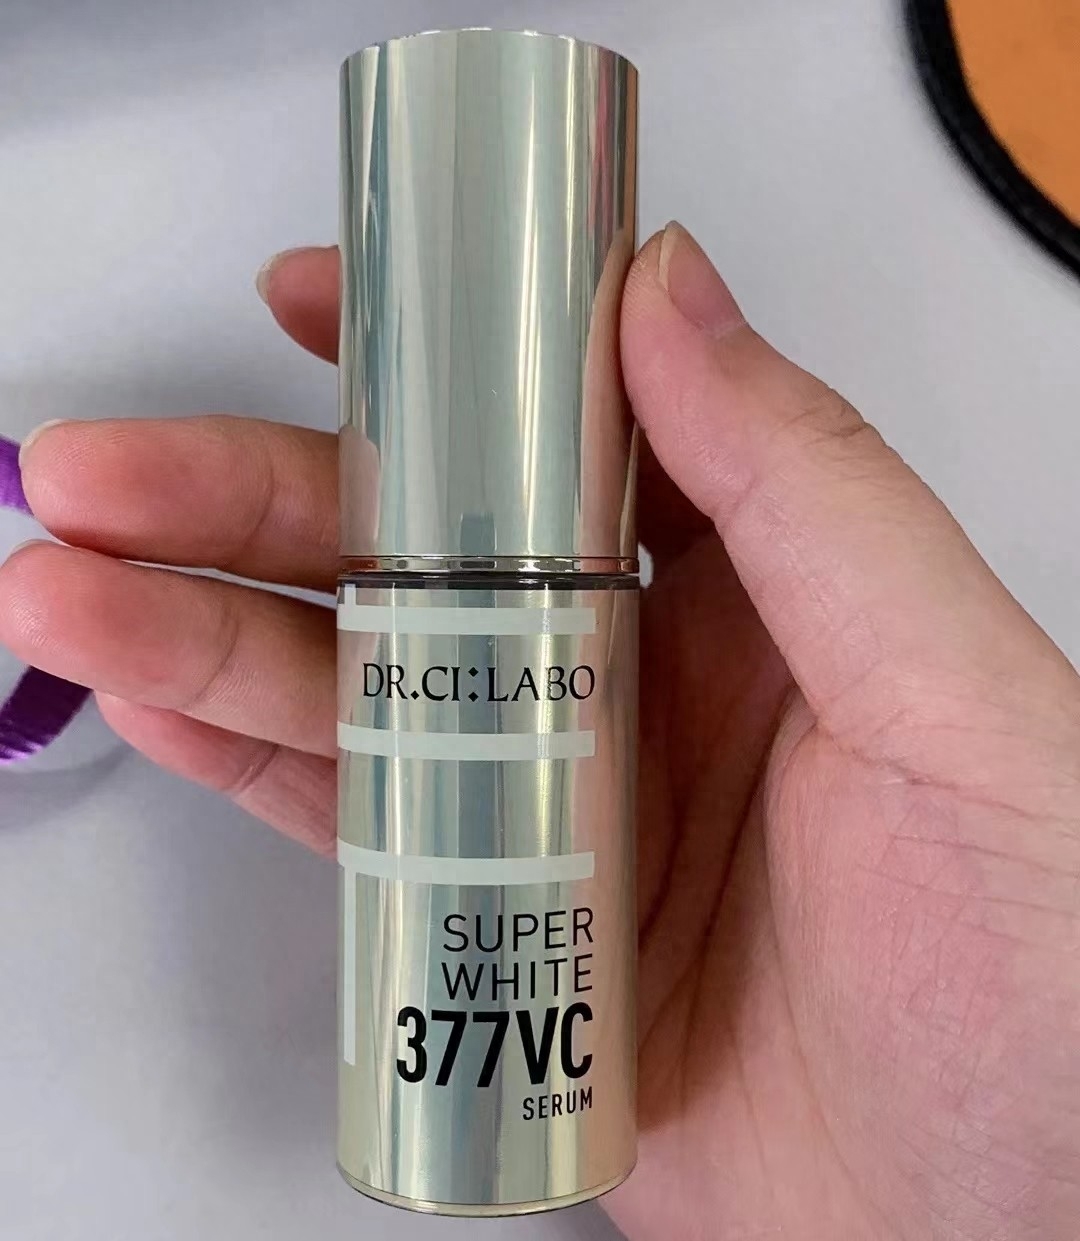 DR.CI:LABO
SUPER
WHITE
377VC
SERUM